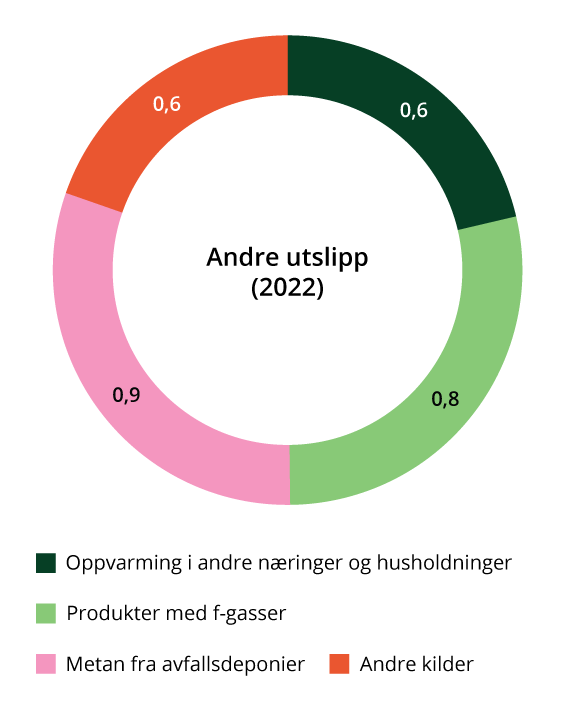 0,6
0,6
Andre utslipp
(2022)
0,9
0,8
Oppvarming i andre næringer og husholdninger
Produkter med f-gasser
Metan fra avfallsdeponier
Andre kilder